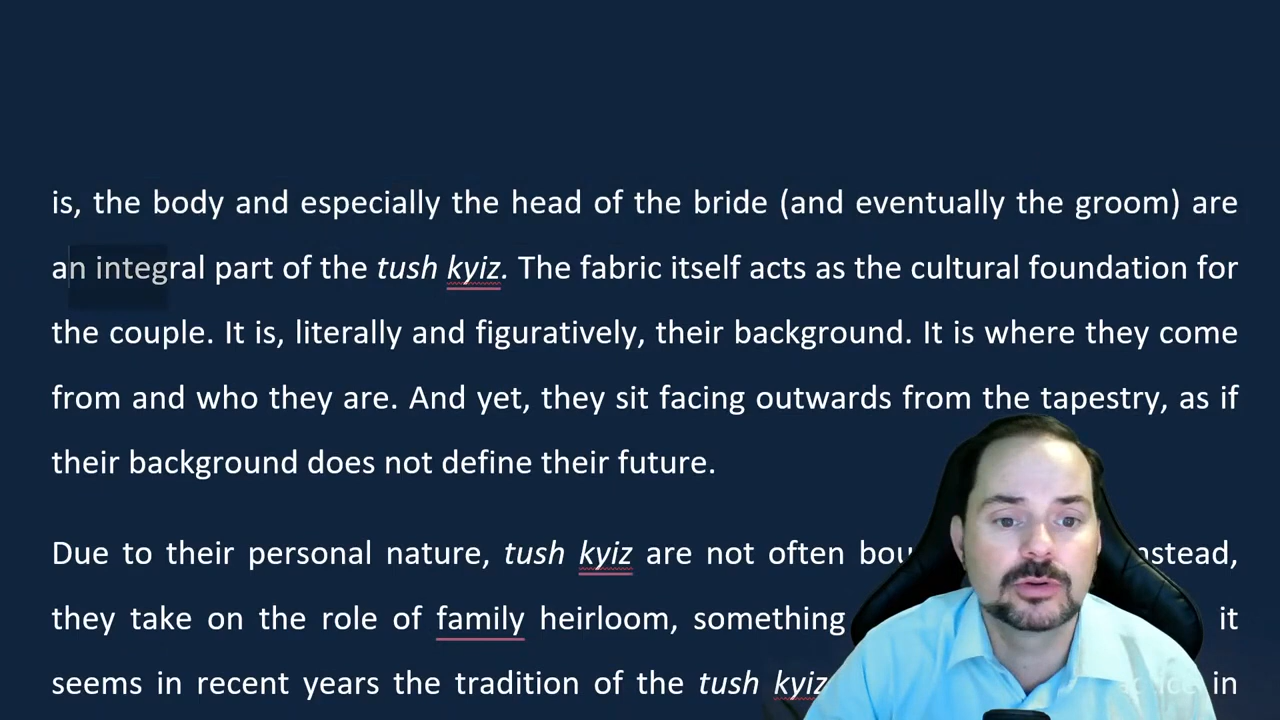 is, the body and especially the head of the bride (and eventually the groom) are
an integral part of the tush kyiz. The fabric itself acts as the cultural foundation for
the couple. It is, literally and figuratively, their background. It is where they come
from and who they are. And yet, they sit facing outwards from the tapestry, as if
their background does not define their future.
Due to their personal nature, tush kyiz are not often
they take on the role of family heirloom, something it
seems in recent years the tradition of the tush kyiz in